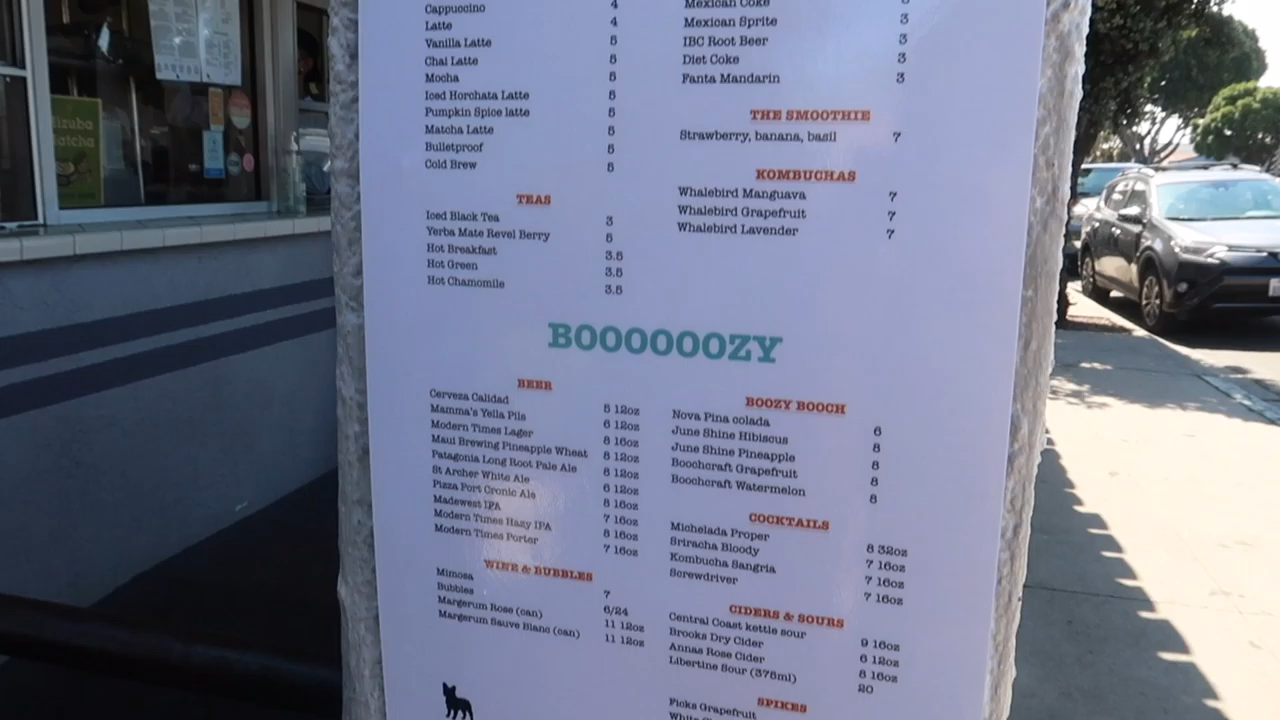 Cappuccino 4
Latte 4
Vanilla Latte 5
Chai Latte 5
Mocha 5
Iced Horchata Latte 5
Pumpkin Spice latte 5
Matcha Latte 5
Bulletproof 5
Cold Brew 5
TEAS
Iced Black Tea 3
Yerba Mate Revel Berry 5
Hot Breakfast 3.5
Hot Green 3.5
Hot Chamomile 3.5
Mexican Coke 3
Mexican Sprite 3
IBC Root Beer 3
Diet Coke 3
Fanta Mandarin 3
THE SMOOTHIE
Strawberry, banana, basil 7
KOMBUCHAS
Whalebird Manguava 7
Whalebird Grapefruit 7
Whalebird Lavender 7
BOOOOOOZY
BEER
Cerveza Calidad 5 12oz
Mamma's Yella Pils 6 12oz
Modern Times Lager 8 16oz
Maui Brewing Pineapple Wheat 8 12oz
Patagonia Long Root Pale Ale 8 12oz
St Archer White Ale 6 12oz
Pizza Port Cronic Ale 8 16oz
Madewest IPA 7 16oz
Modern Times Hazy IPA 8 16oz
Modern Times Porter 7 16oz
WINE & BUBBLES
Mimosa 7
Bubbles 6/24
Margerum Rose (can) 11 12oz
Margerum Sauve Blanc (can) 11 12oz
BOOZY BOOCH
Nova Pina colada 6
June Shine Hibiscus 8
June Shine Pineapple 8
Boochcraft Grapefruit 8
Boochcraft Watermelon 8
COCKTAILS
Michelada Proper 8 32oz
Sriracha Bloody 7 16oz
Kombucha Sangria 7 16oz
Screwdriver 7 16oz
CIDERS & SOURS
Central Coast kettle sour 9 16oz
Brooks Dry Cider 6 12oz
Annas Rose Cider 8 16oz
Libertine Sour (375ml) 20
SPIKES
Ficks Grapefruit
White
izuba
Matcha